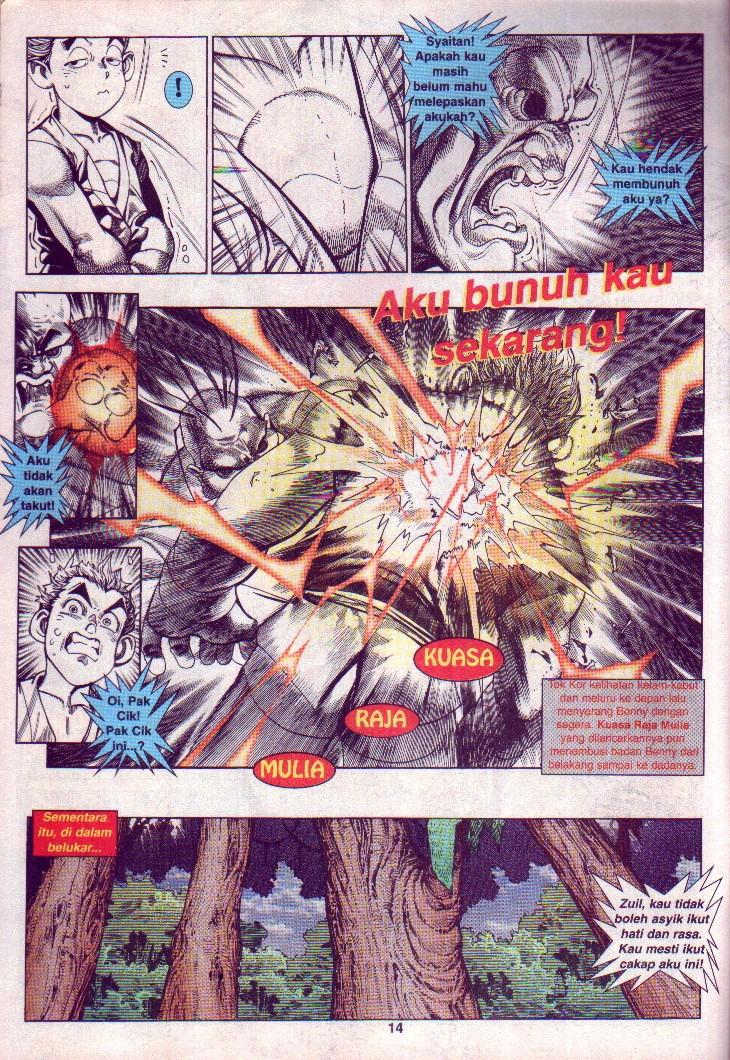 !
Syaitan!
Apakah kau
masih
belum mahu
melepaskan
akukah?
Kau hendak
membunuh
aku ya?
Aku bunuh kau
sekarang!
Aku
tidak
akan
takut!
Oi, Pak
Cik!
Pak Cik
ini...?
KUASA
RAJA
MULIA
Tok Kor kelihatan kelam-kabut
dan meluru ke depan lalu
menyerang Benny dengan
segera. Kuasa Raja Mulia
yang dilancarkannya pun
menembusi badan Benny dari
belakang sampai ke dadanya.
Sementara
itu, di dalam
belukar...
Zuil, kau tidak
boleh asyik ikut
hati dan rasa.
Kau mesti ikut
cakap aku ini!
14